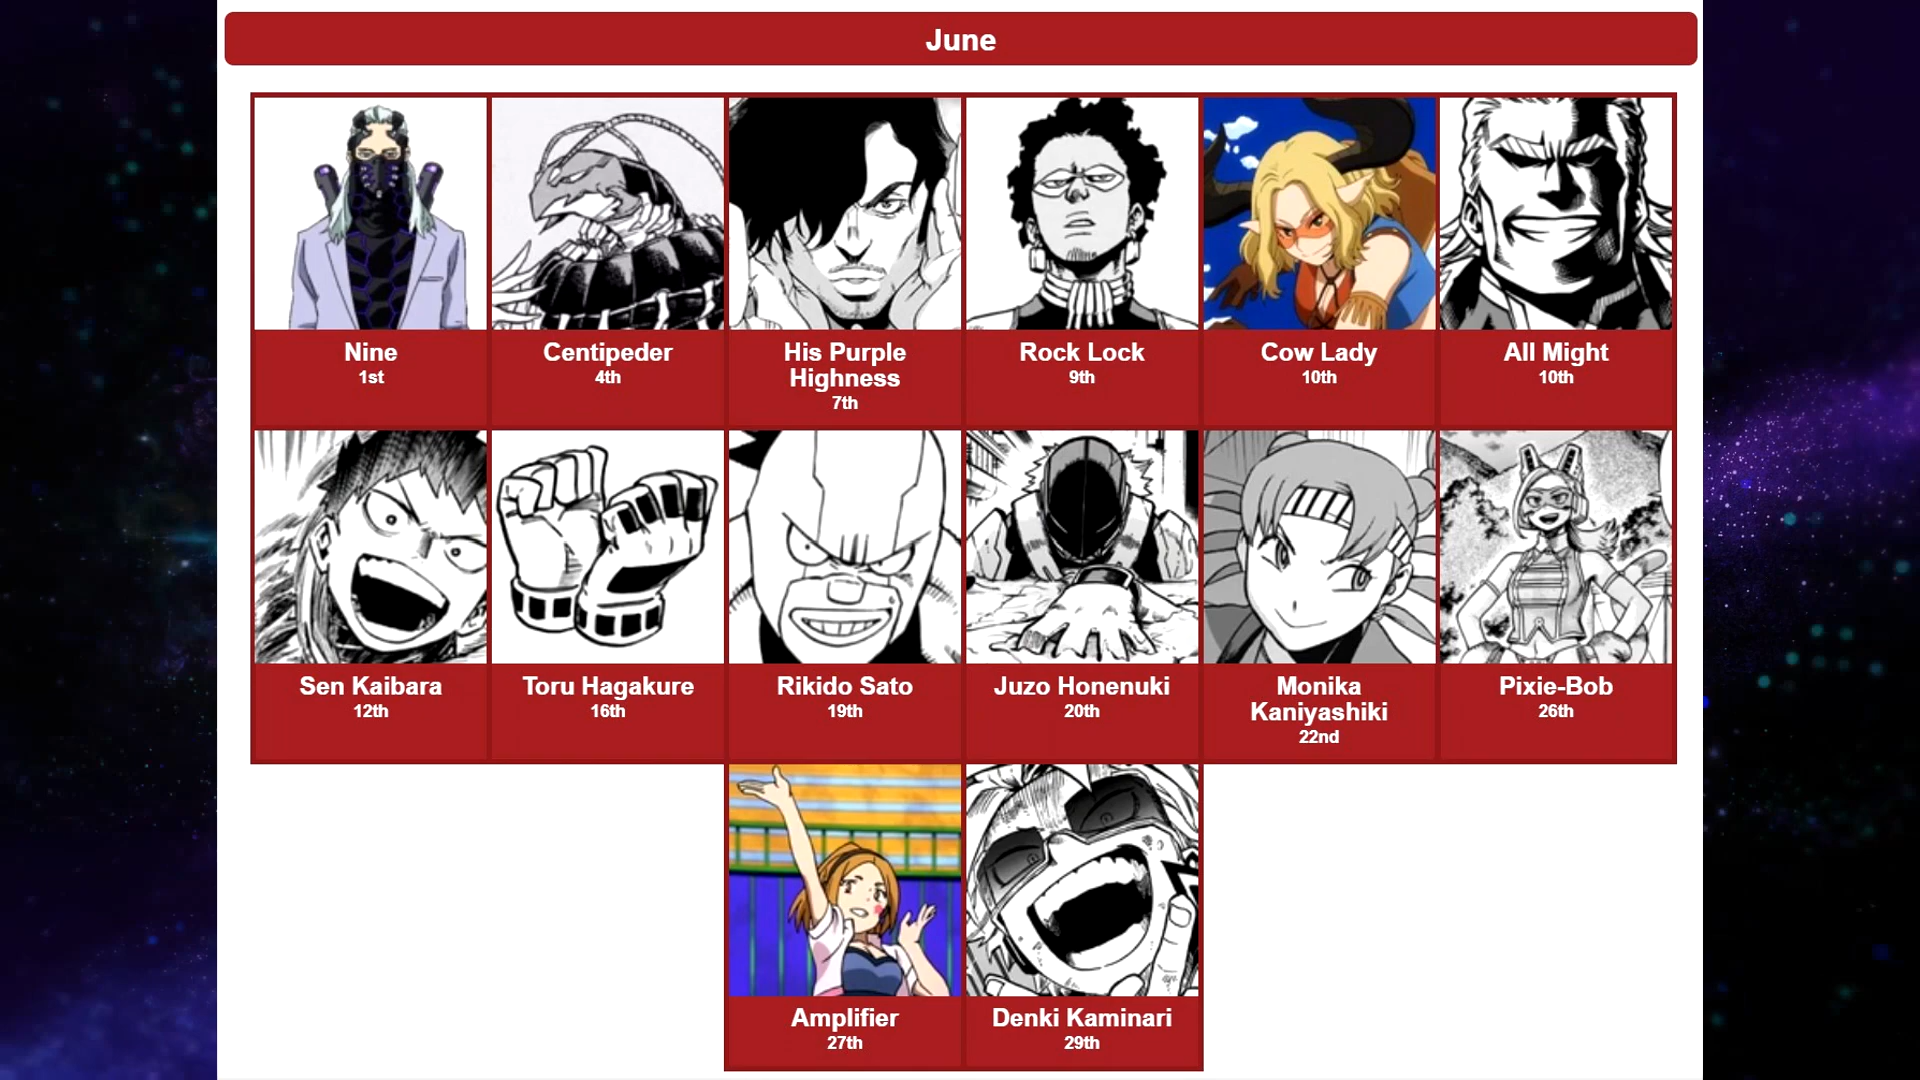 June
Nine
1st
Centipeder
4th
His Purple
Highness
7th
Rock Lock
9th
Cow Lady
10th
All Might
10th
Sen Kaibara
12th
Toru Hagakure
16th
Rikido Sato
19th
Juzo Honenuki
20th
Monika
Kaniyashiki
22nd
Pixie-Bob
26th
Amplifier
27th
Denki Kaminari
29th